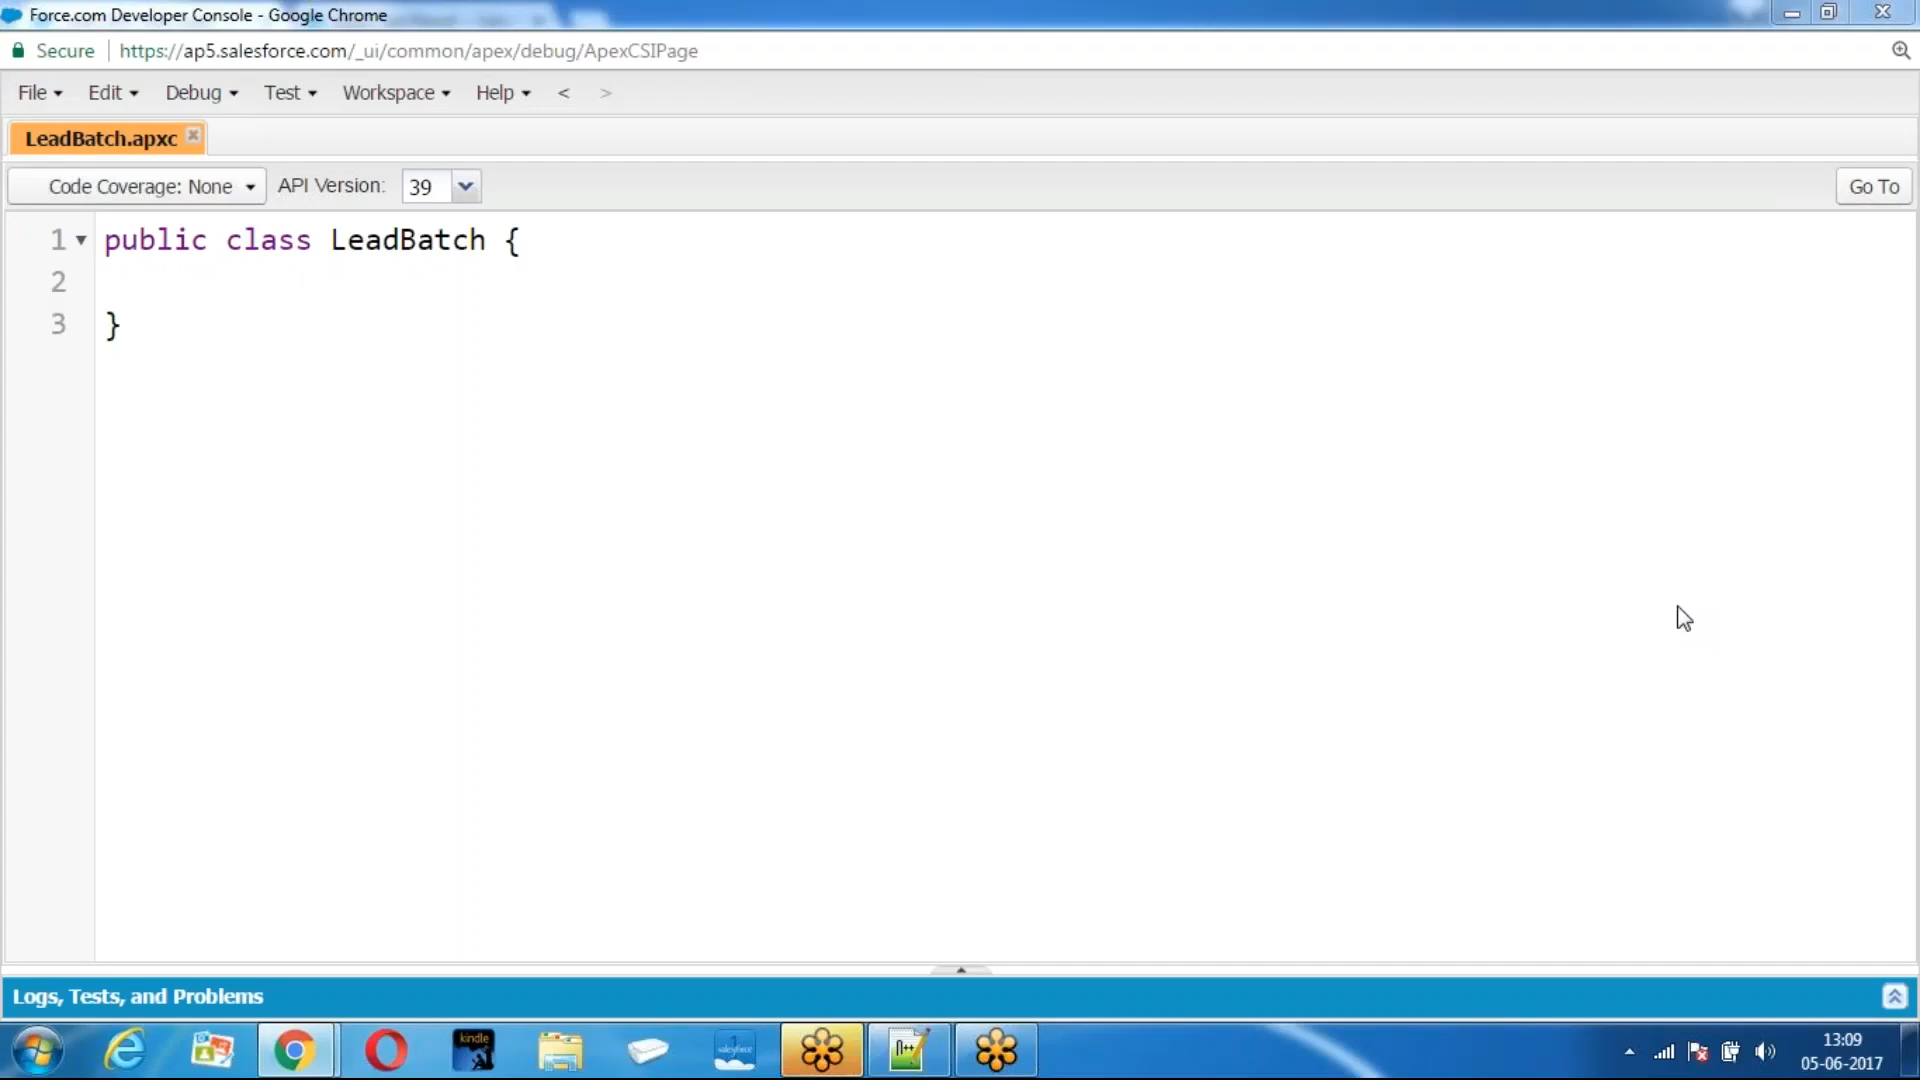 Force.com Developer Console - Google Chrome
Secure https://ap5.salesforce.com/_ui/common/apex/debug/ApexCSIPage
File Edit Debug Test Workspace Help < >
LeadBatch.apxc
Code Coverage: None API Version: 39 Go To
1 public class LeadBatch {
2
3 }
Logs, Tests, and Problems
kindle
salesforce
n++
13:09
05-06-2017